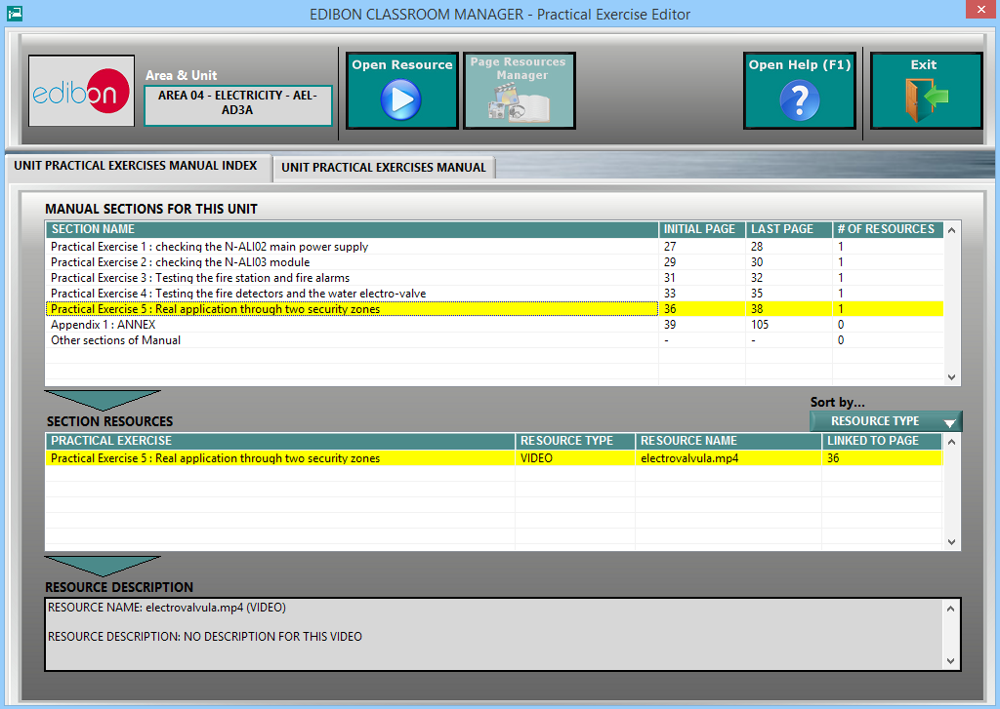 EDIBON CLASSROOM MANAGER - Practical Exercise Editor
edibon
Area & Unit
AREA 04 - ELECTRICITY - AEL-
AD3A
Open Resource
Page Resources
Manager
Open Help (F1)
Exit
UNIT PRACTICAL EXERCISES MANUAL INDEX
UNIT PRACTICAL EXERCISES MANUAL
MANUAL SECTIONS FOR THIS UNIT
SECTION NAME INITIAL PAGE LAST PAGE # OF RESOURCES
Practical Exercise 1 : checking the N-ALI02 main power supply 27 28 1
Practical Exercise 2 : checking the N-ALI03 module 29 30 1
Practical Exercise 3 : Testing the fire station and fire alarms 31 32 1
Practical Exercise 4 : Testing the fire detectors and the water electro-valve 33 35 1
Practical Exercise 5 : Real application through two security zones 36 38 1
Appendix 1 : ANNEX 39 105 0
Other sections of Manual - - 0
Sort by...
RESOURCE TYPE
SECTION RESOURCES
PRACTICAL EXERCISE RESOURCE TYPE RESOURCE NAME LINKED TO PAGE
Practical Exercise 5 : Real application through two security zones VIDEO electrovalvula.mp4 36
RESOURCE DESCRIPTION
RESOURCE NAME: electrovalvula.mp4 (VIDEO)
RESOURCE DESCRIPTION: NO DESCRIPTION FOR THIS VIDEO